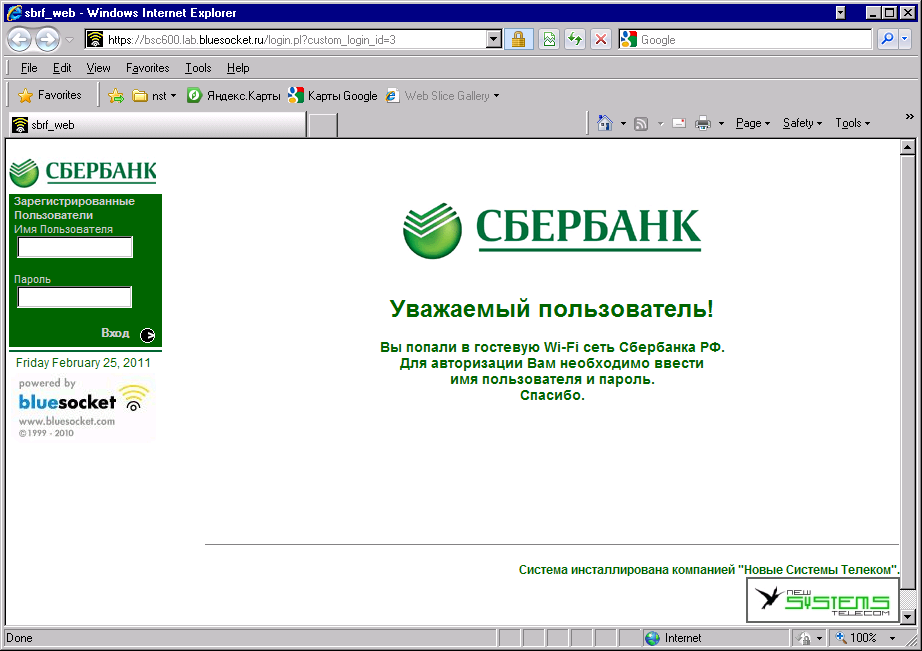 sbrf_web - Windows Internet Explorer
https://bsc600.lab.bluesocket.ru/login.pl?custom_login_id=3
Google
File Edit View Favorites Tools Help
Favorites nst Яндекс.Карты Карты Google Web Slice Gallery
sbrf_web
Page Safety Tools
СБЕРБАНК
Зарегистрированные
Пользователи
Имя Пользователя
Пароль
Вход
Friday February 25, 2011
powered by
bluesocket
www.bluesocket.com
©1999 - 2010
СБЕРБАНК
Уважаемый пользователь!
Вы попали в гостевую Wi-Fi сеть Сбербанка РФ.
Для авторизации Вам необходимо ввести
имя пользователя и пароль.
Спасибо.
Система инсталлирована компанией "Новые Системы Телеком".
NEW
SYSTEMS
TELECOM
Done Internet 100%